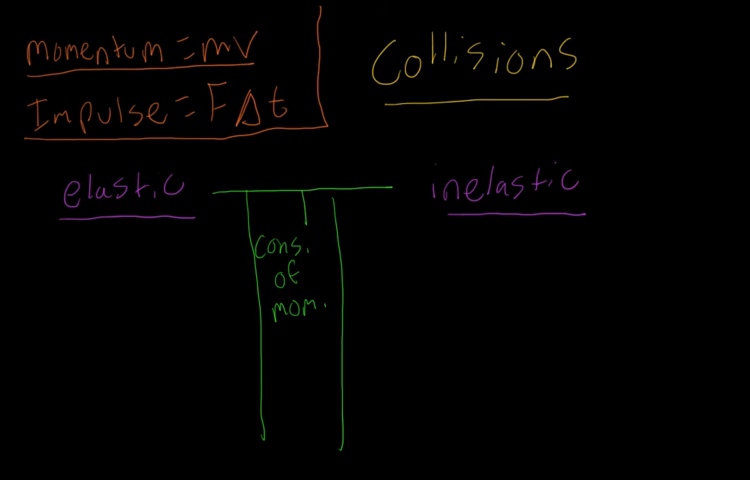 momentum = mv
Impulse = FΔt
Collisions
elastic
inelastic
cons.
of
mom.